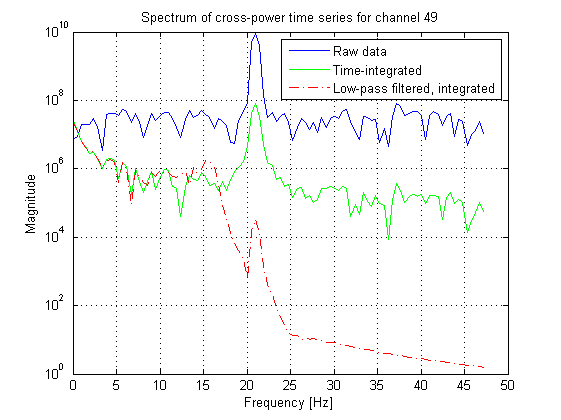 Spectrum of cross-power time series for channel 49
10^10
10^8
10^6
10^4
10^2
10^0
Magnitude
Raw data
Time-integrated
Low-pass filtered, integrated
0 5 10 15 20 25 30 35 40 45 50
Frequency [Hz]